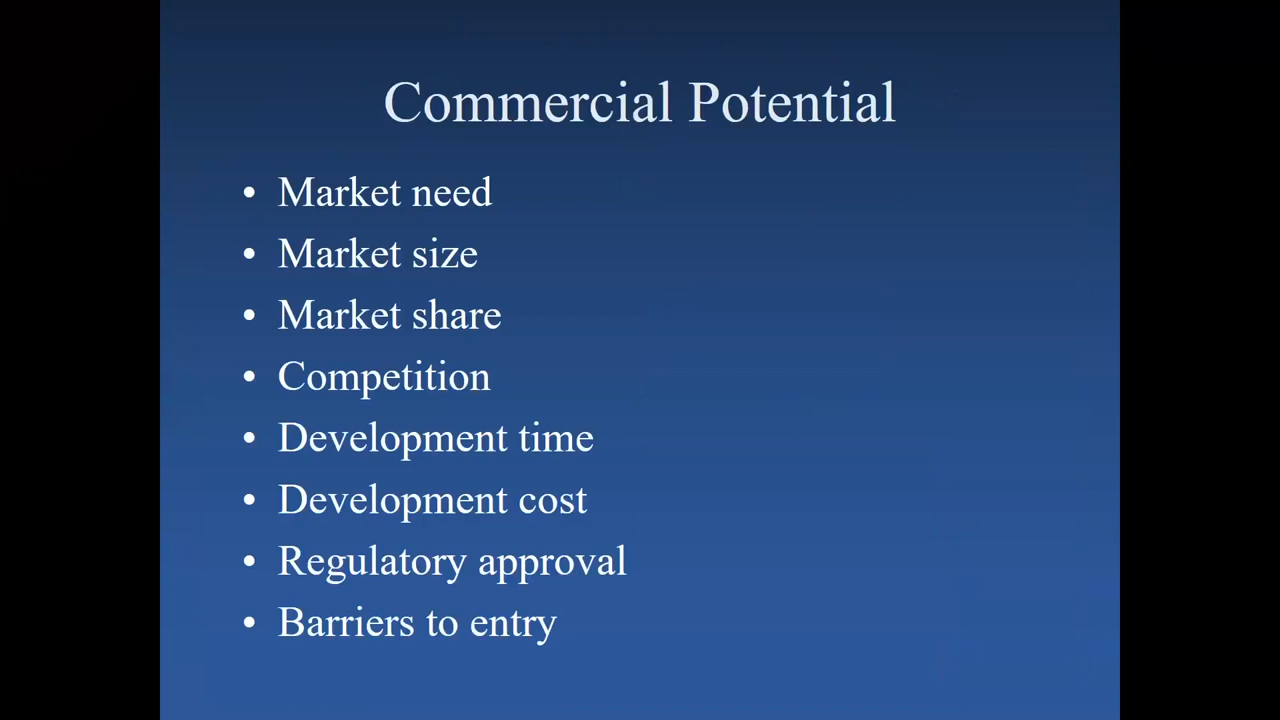 Commercial Potential
• Market need
• Market size
• Market share
• Competition
• Development time
• Development cost
• Regulatory approval
• Barriers to entry